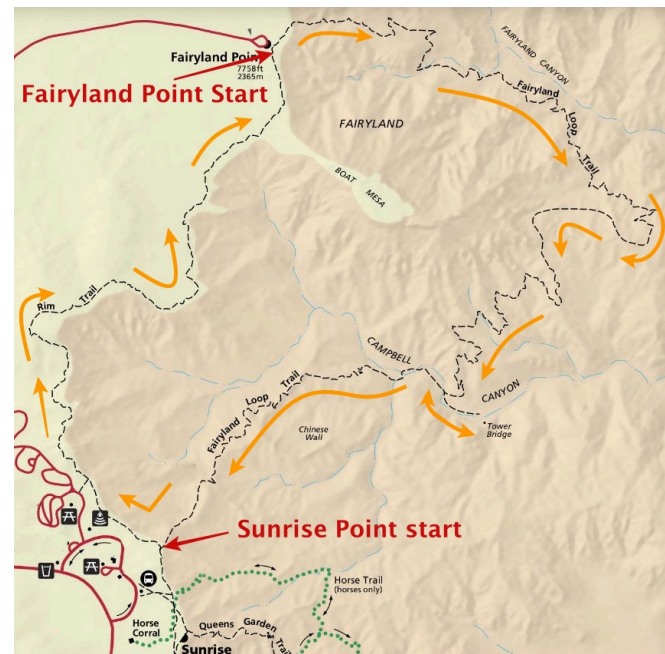 Fairyland Point
7758ft
2365m
Fairyland Point Start
FAIRYLAND
CANYON
FAIRYLAND
Fairyland
Loop
Trail
BOAT
MESA
Rim
Trail
CAMPBELL
CANYON
Fairyland Loop Trail
Chinese
Wall
Tower
Bridge
Sunrise Point start
Horse Trail
(horses only)
Horse
Corral
Queens Garden
Trail
Sunrise